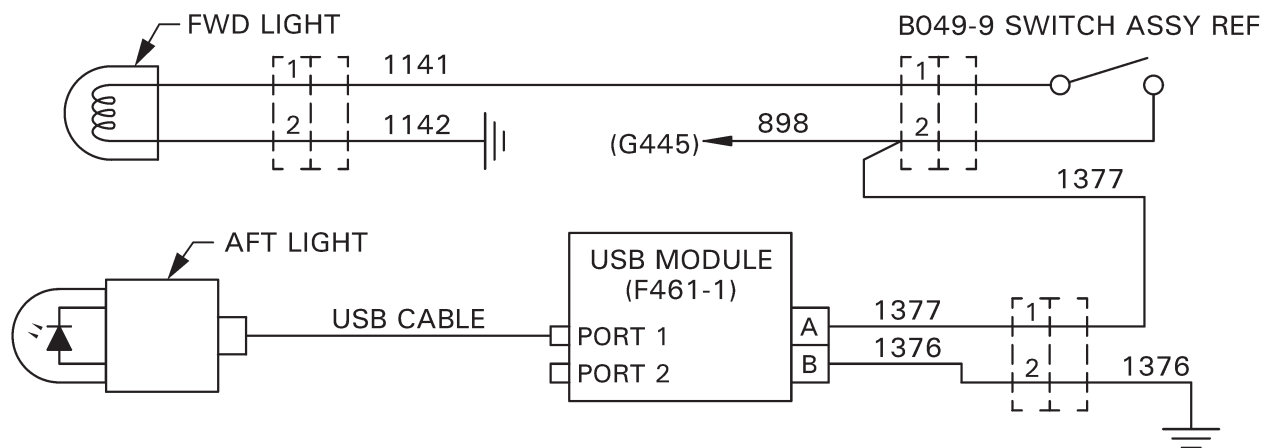 FWD LIGHT
B049-9 SWITCH ASSY REF
1 1141 1
2 1142 (G445) 898 2
1377
AFT LIGHT
USB MODULE
(F461-1)
USB CABLE
PORT 1 A 1377 1
PORT 2 B 1376 2 1376